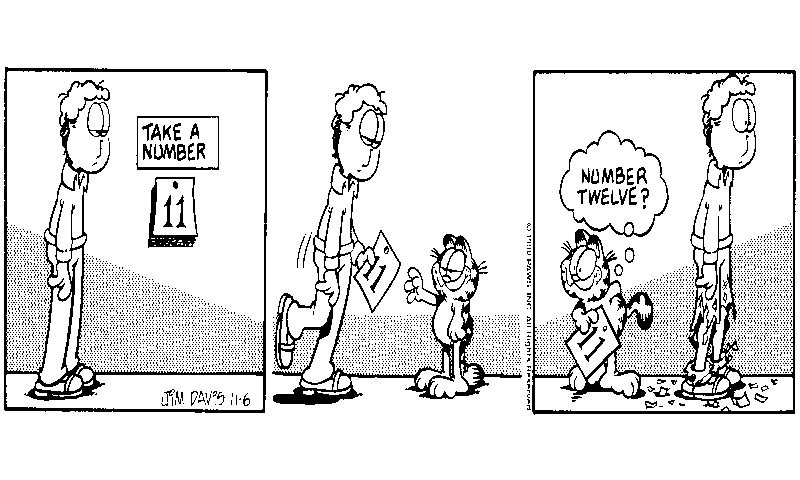 TAKE A
NUMBER
11
JIM DAVIS 11-6
11
NUMBER
TWELVE?
11